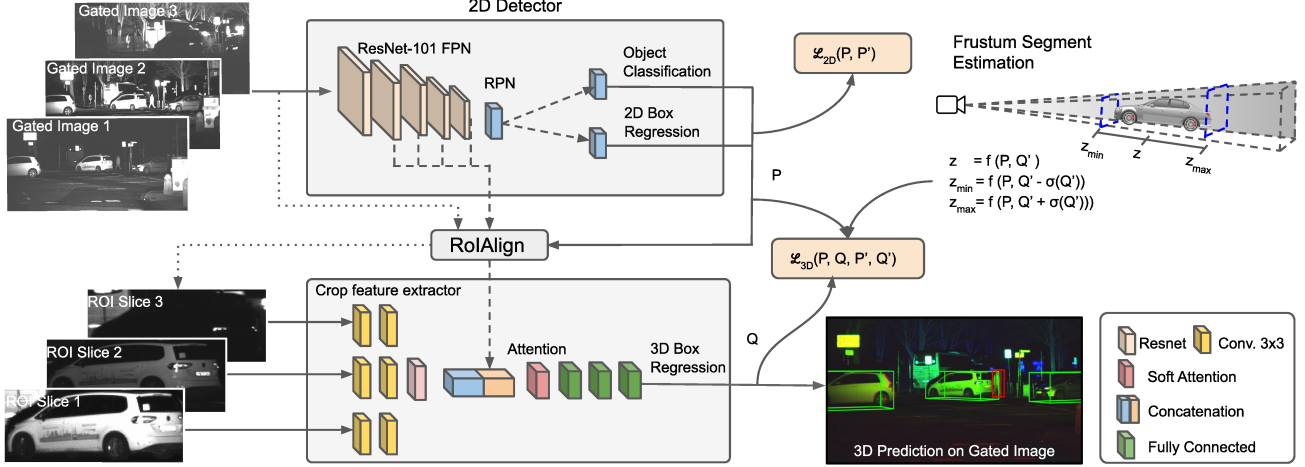 Gated Image 3
Gated Image 2
Gated Image 1
2D Detector
ResNet-101 FPN
RPN
Object
Classification
2D Box
Regression
ℒ2D(P, P')
Frustum Segment
Estimation
zmin
z
zmax
z = f (P, Q' )
zmin = f (P, Q' - σ(Q'))
zmax= f (P, Q' + σ(Q')))
P
RoIAlign
ℒ3D(P, Q, P', Q')
ROI Slice 3
ROI Slice 2
ROI Slice 1
Crop feature extractor
Attention
3D Box
Regression
Q
3D Prediction on Gated Image
Resnet
Conv. 3x3
Soft Attention
Concatenation
Fully Connected